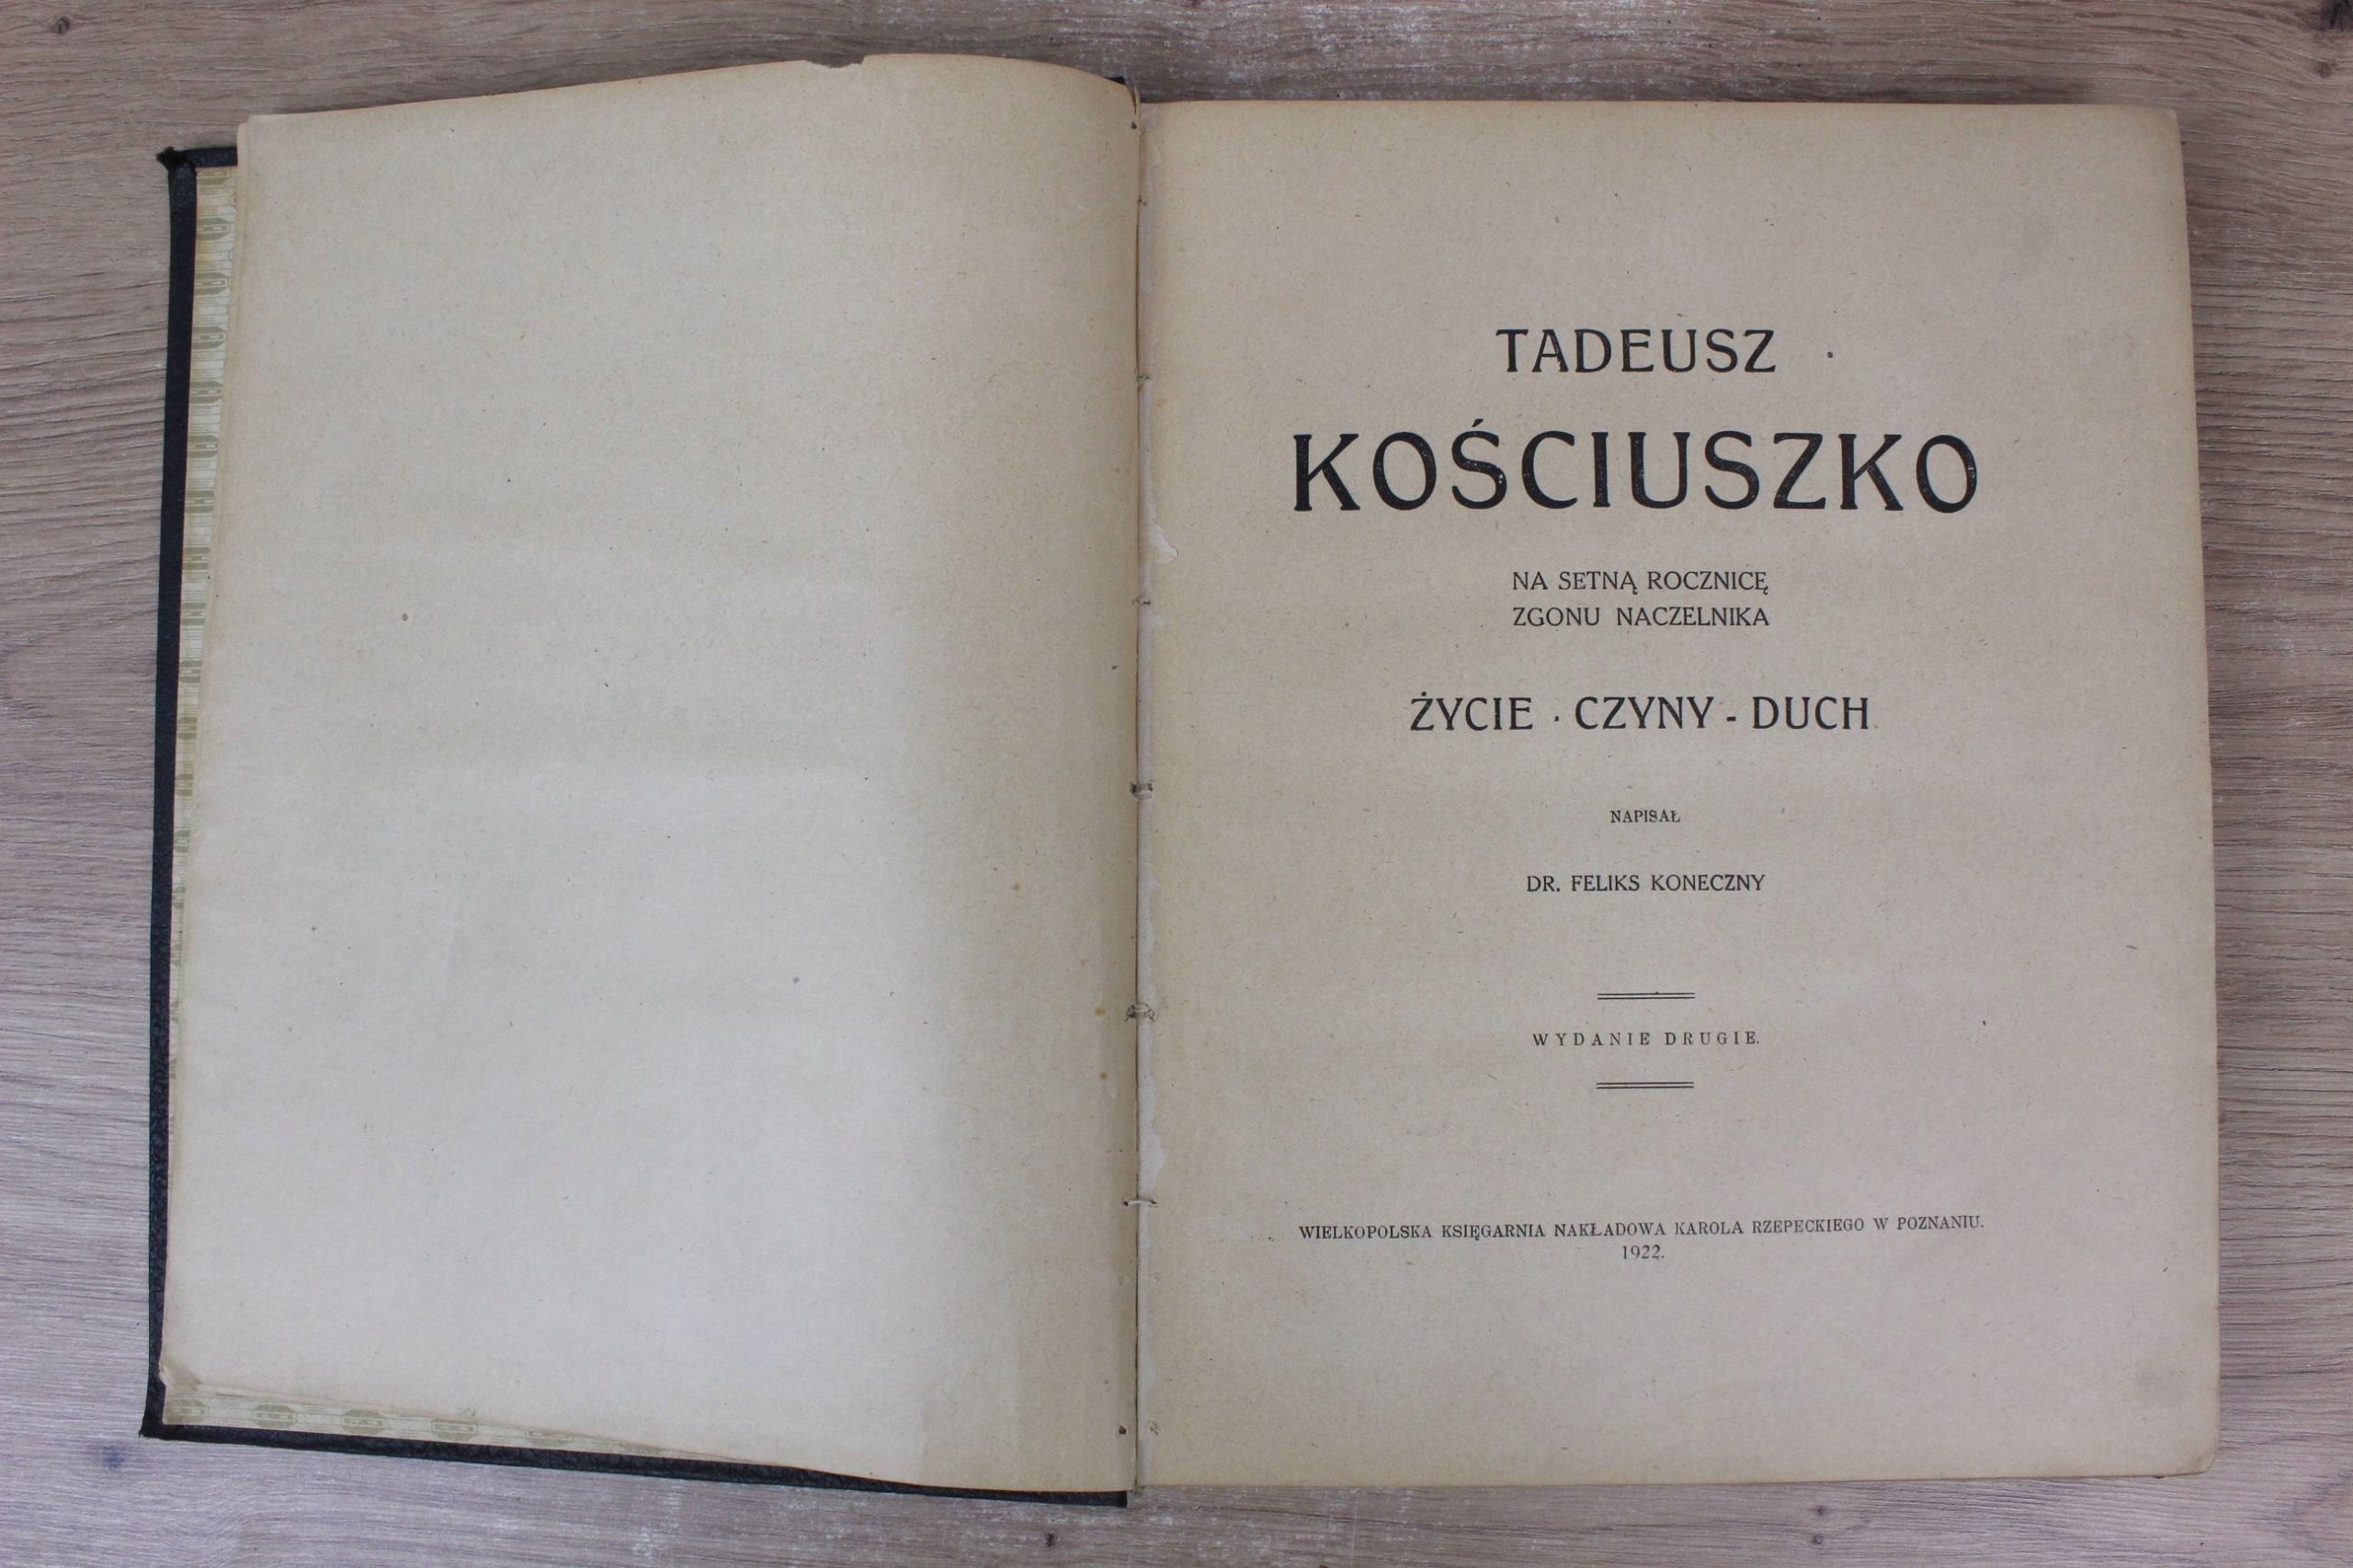 TADEUSZ
KOŚCIUSZKO
NA SETNĄ ROCZNICĘ
ZGONU NACZELNIKA
ŻYCIE · CZYNY - DUCH
NAPISAŁ
DR. FELIKS KONECZNY
WYDANIE DRUGIE.
WIELKOPOLSKA KSIĘGARNIA NAKŁADOWA KAROLA RZEPECKIEGO W POZNANIU.
1922.